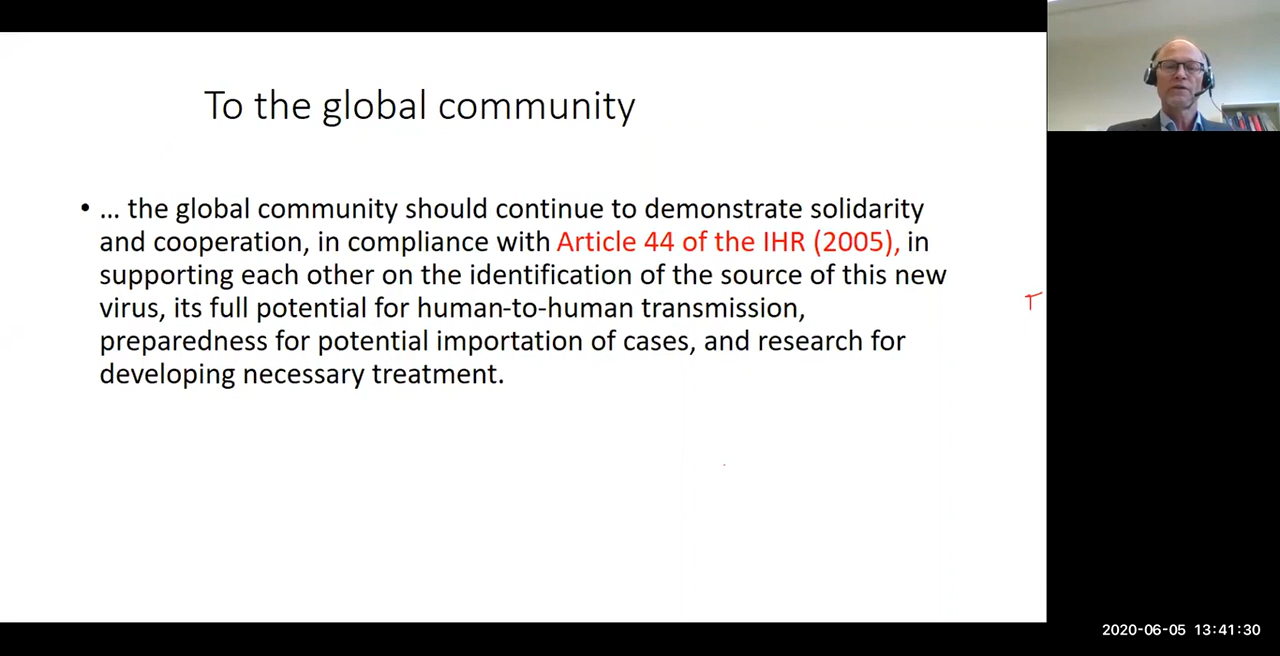 To the global community
• ... the global community should continue to demonstrate solidarity
and cooperation, in compliance with Article 44 of the IHR (2005), in
supporting each other on the identification of the source of this new
virus, its full potential for human-to-human transmission,
preparedness for potential importation of cases, and research for
developing necessary treatment.
2020-06-05 13:41:30